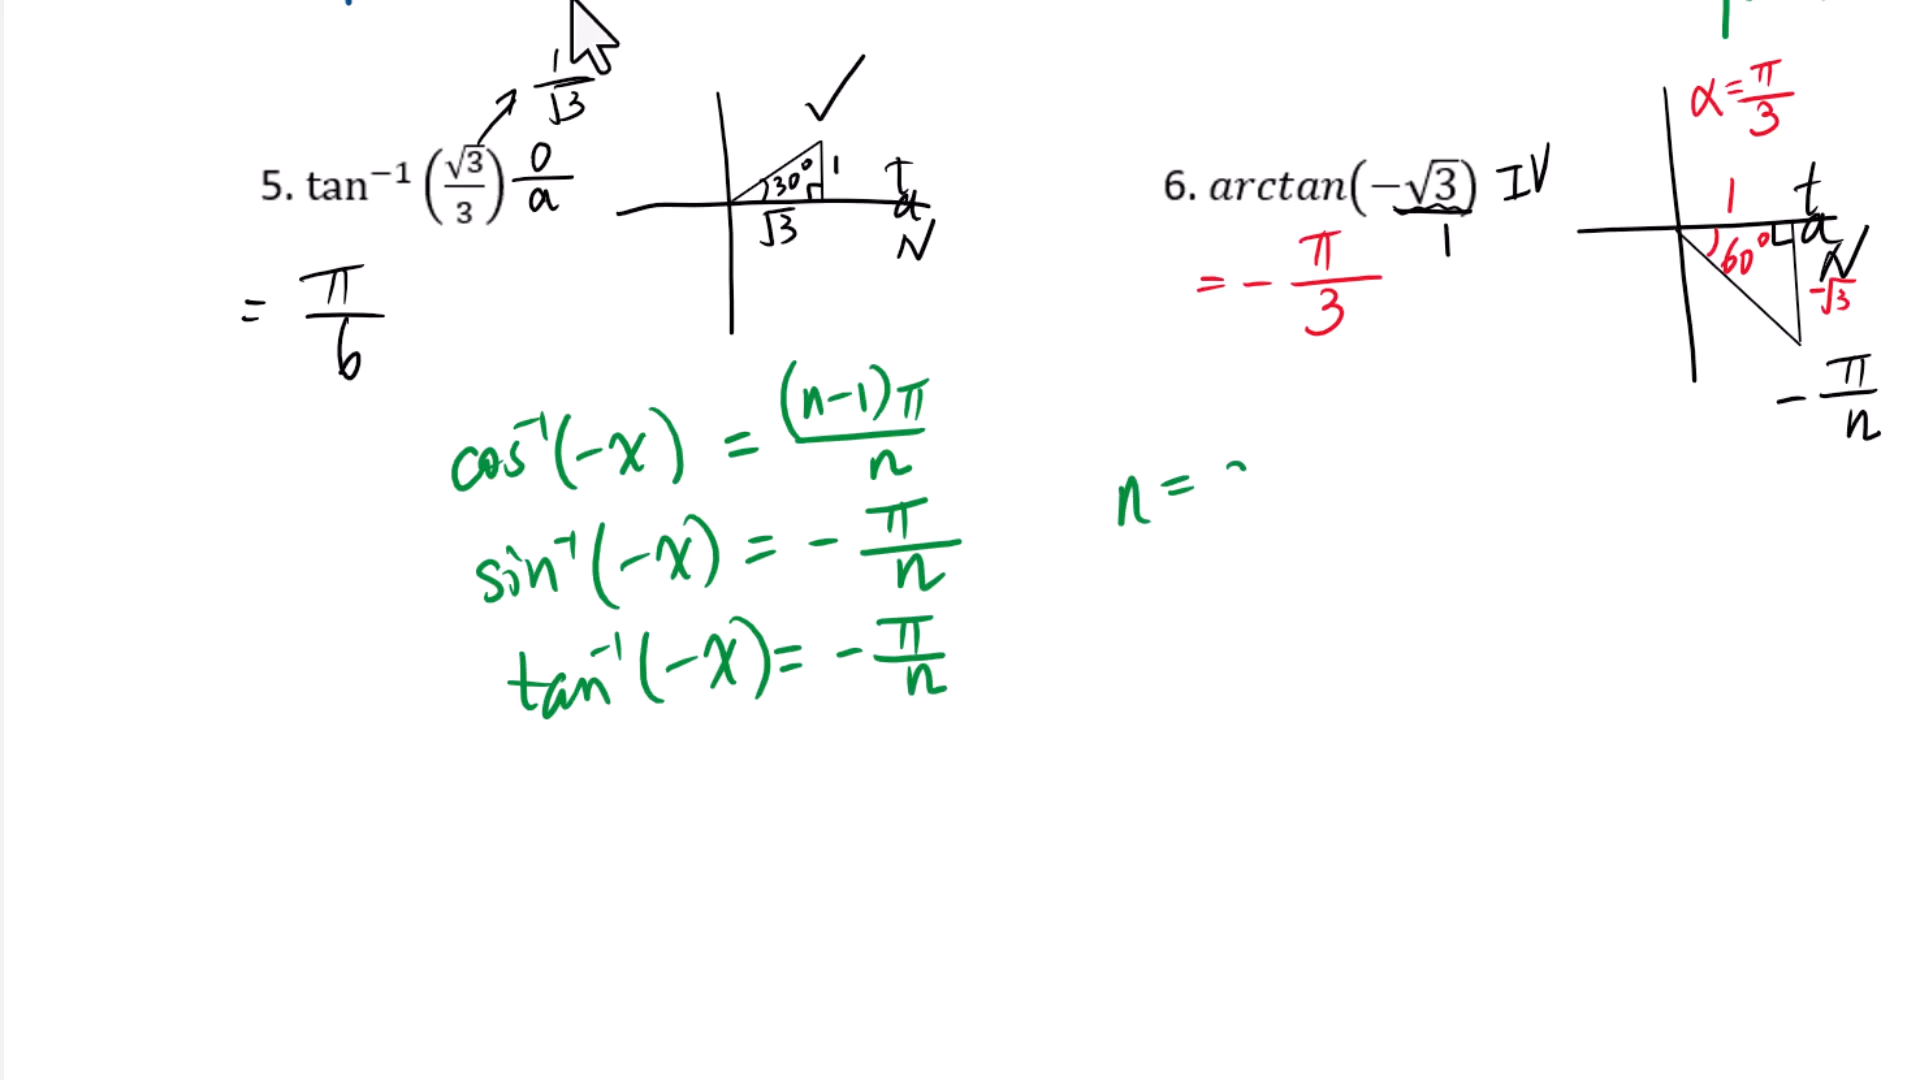 1/√3
5. tan⁻¹(√3/3) o/a
= π/6
30°
1
√3
t
a
N
α = π/3
6. arctan(−√3) IV
1
= − π/3
1
t
a
N
60°
−√3
− π/n
cos⁻¹(−x) = (n−1)π/n
n =
sin⁻¹(−x) = − π/n
tan⁻¹(−x) = − π/n